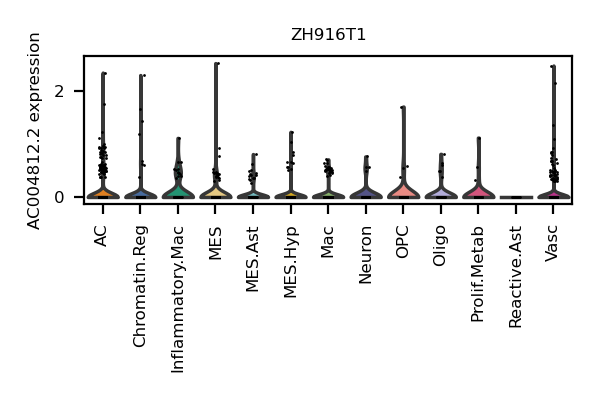 ZH916T1
AC004812.2 expression
2
0
AC
Chromatin.Reg
Inflammatory.Mac
MES
MES.Ast
MES.Hyp
Mac
Neuron
OPC
Oligo
Prolif.Metab
Reactive.Ast
Vasc